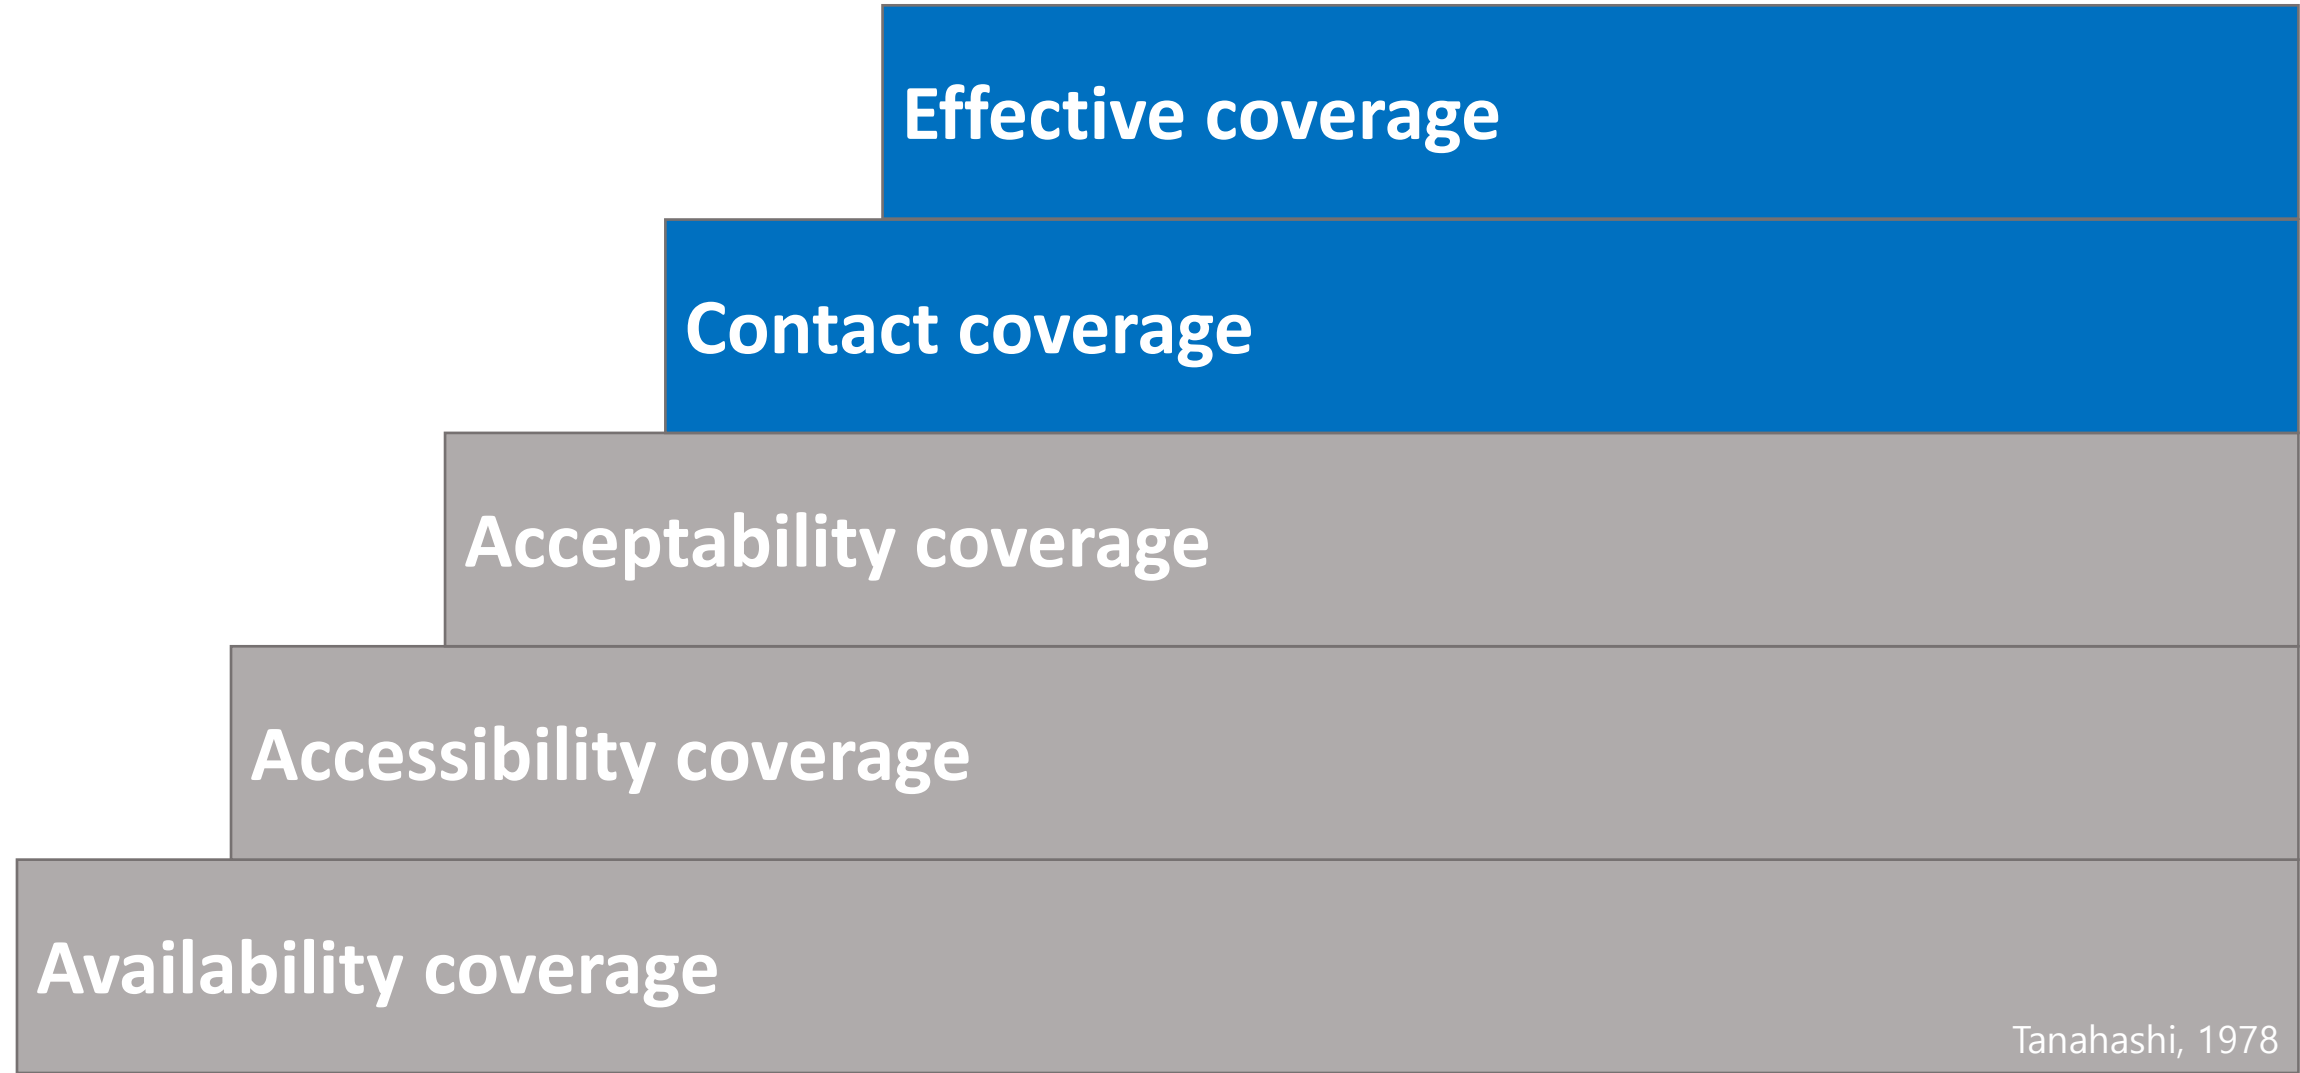 Effective coverage
Contact coverage
Acceptability coverage
Accessibility coverage
Availability coverage
Tanahashi, 1978